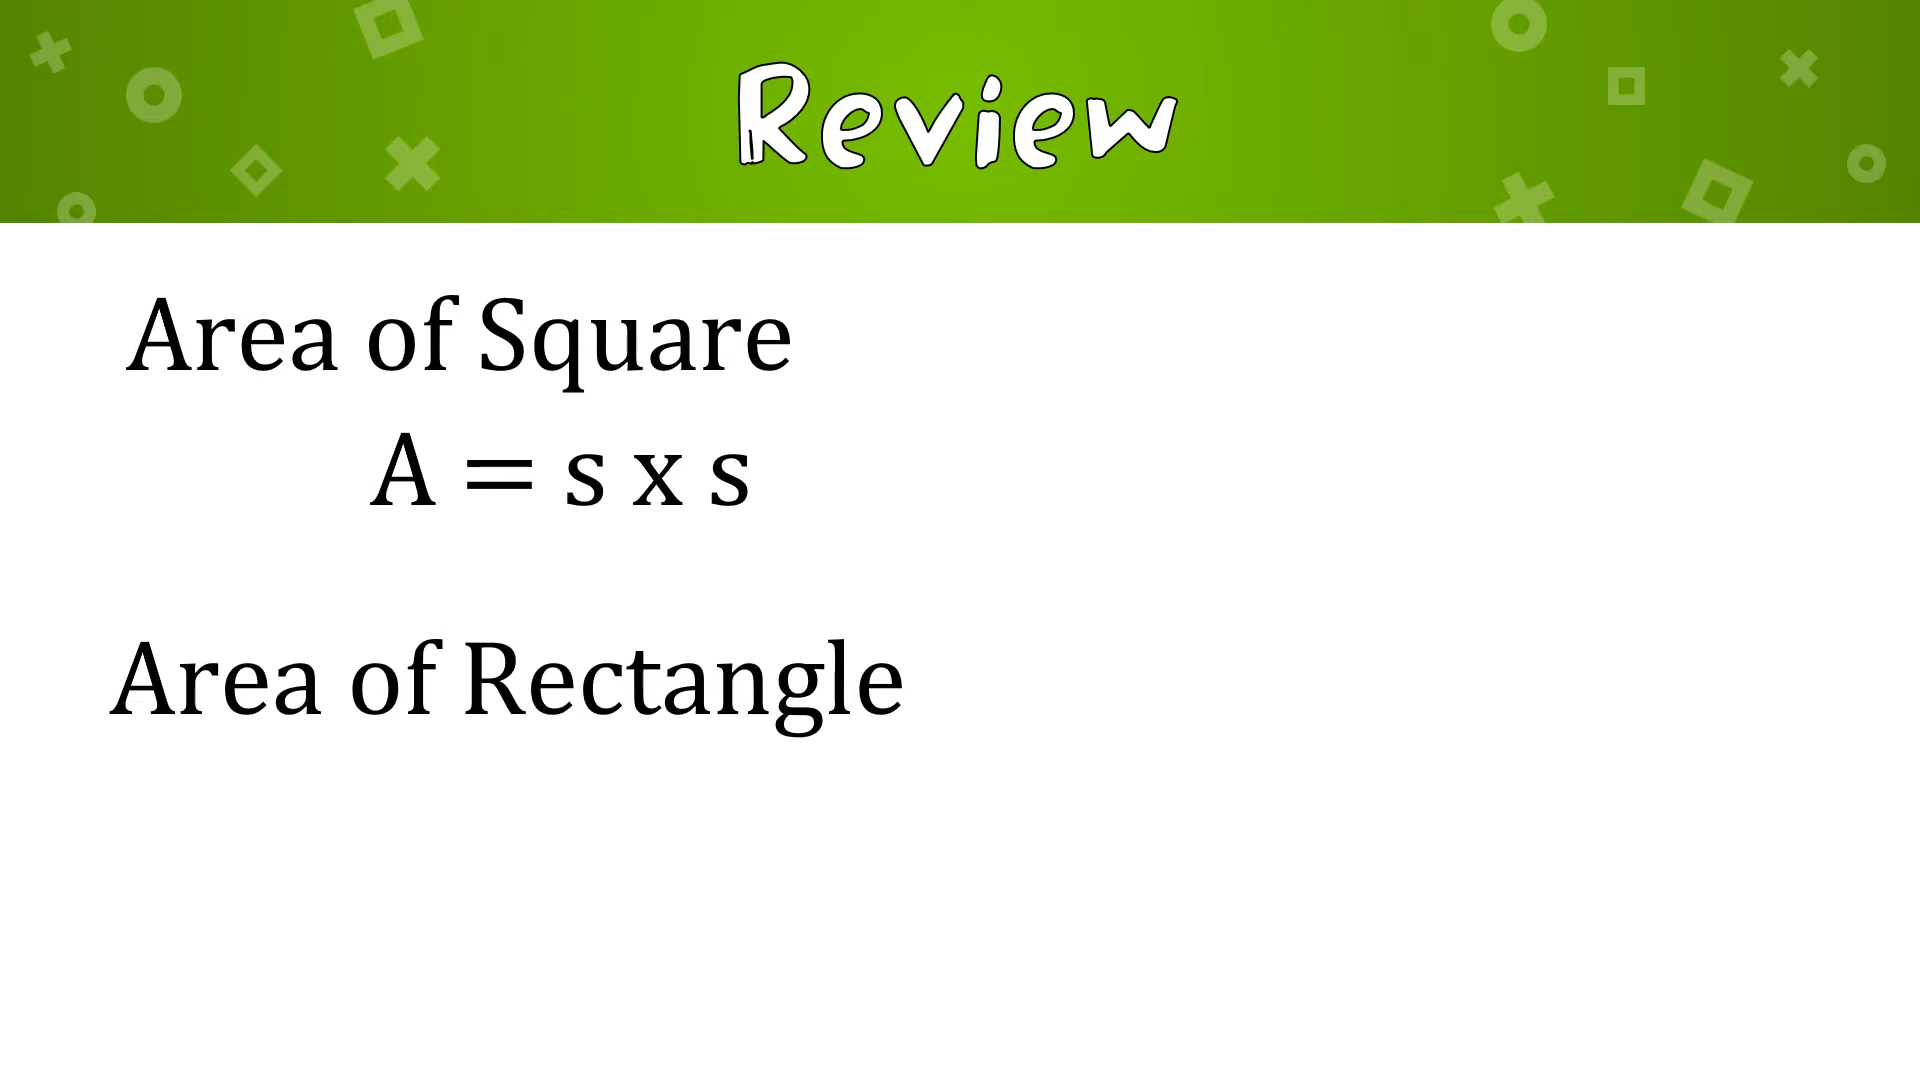 Review
Area of Square
A = s x s
Area of Rectangle